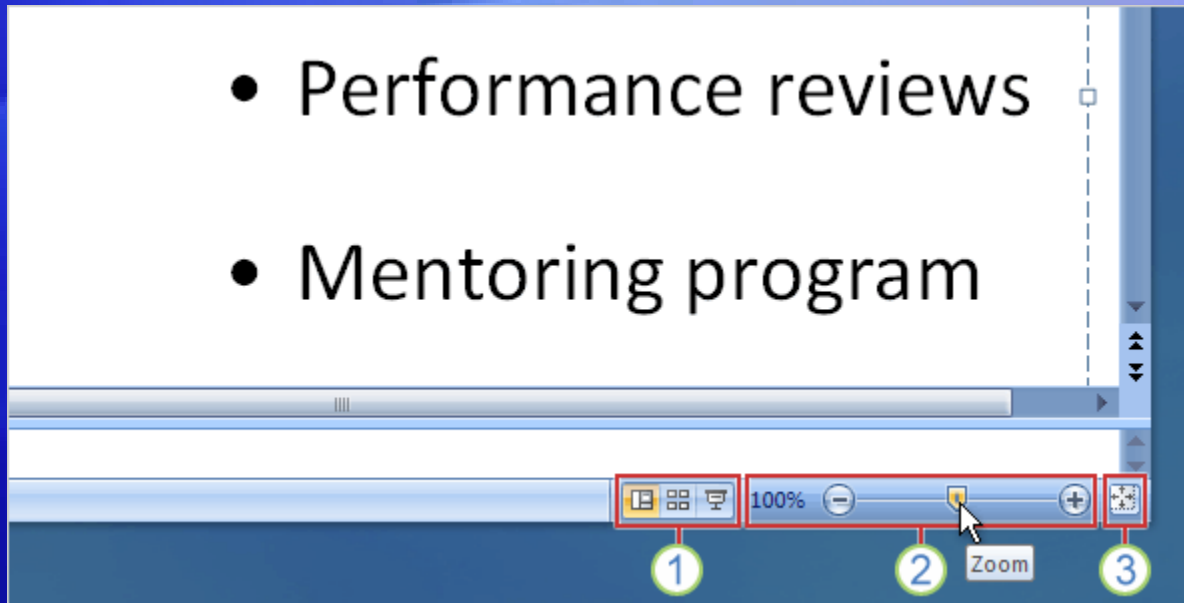 • Performance reviews
• Mentoring program
100%
Zoom
1 2 3